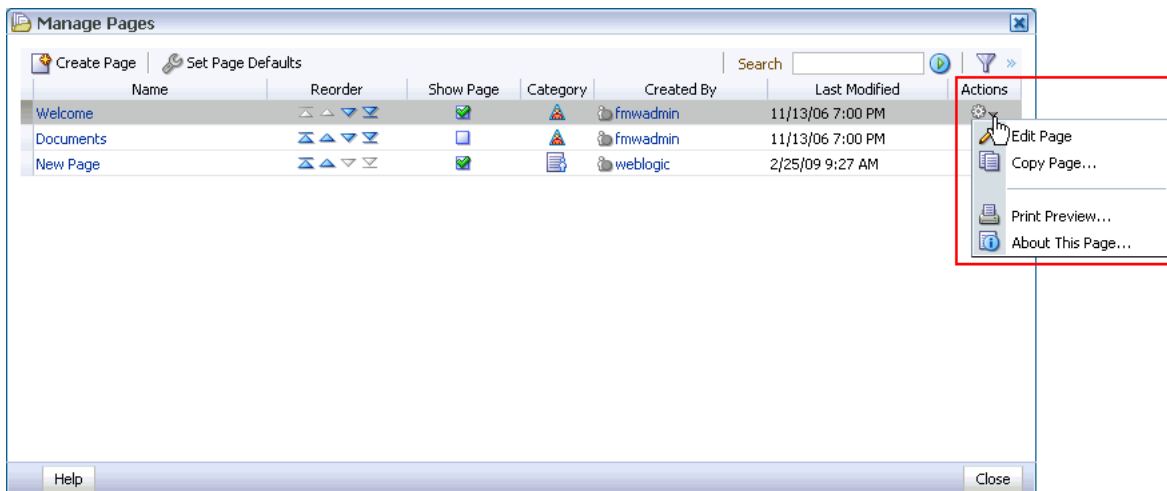 Manage Pages
Create Page Set Page Defaults Search
Name Reorder Show Page Category Created By Last Modified Actions
Welcome fmwadmin 11/13/06 7:00 PM
Documents fmwadmin 11/13/06 7:00 PM
New Page weblogic 2/25/09 9:27 AM
Edit Page
Copy Page...
Print Preview...
About This Page...
Help Close